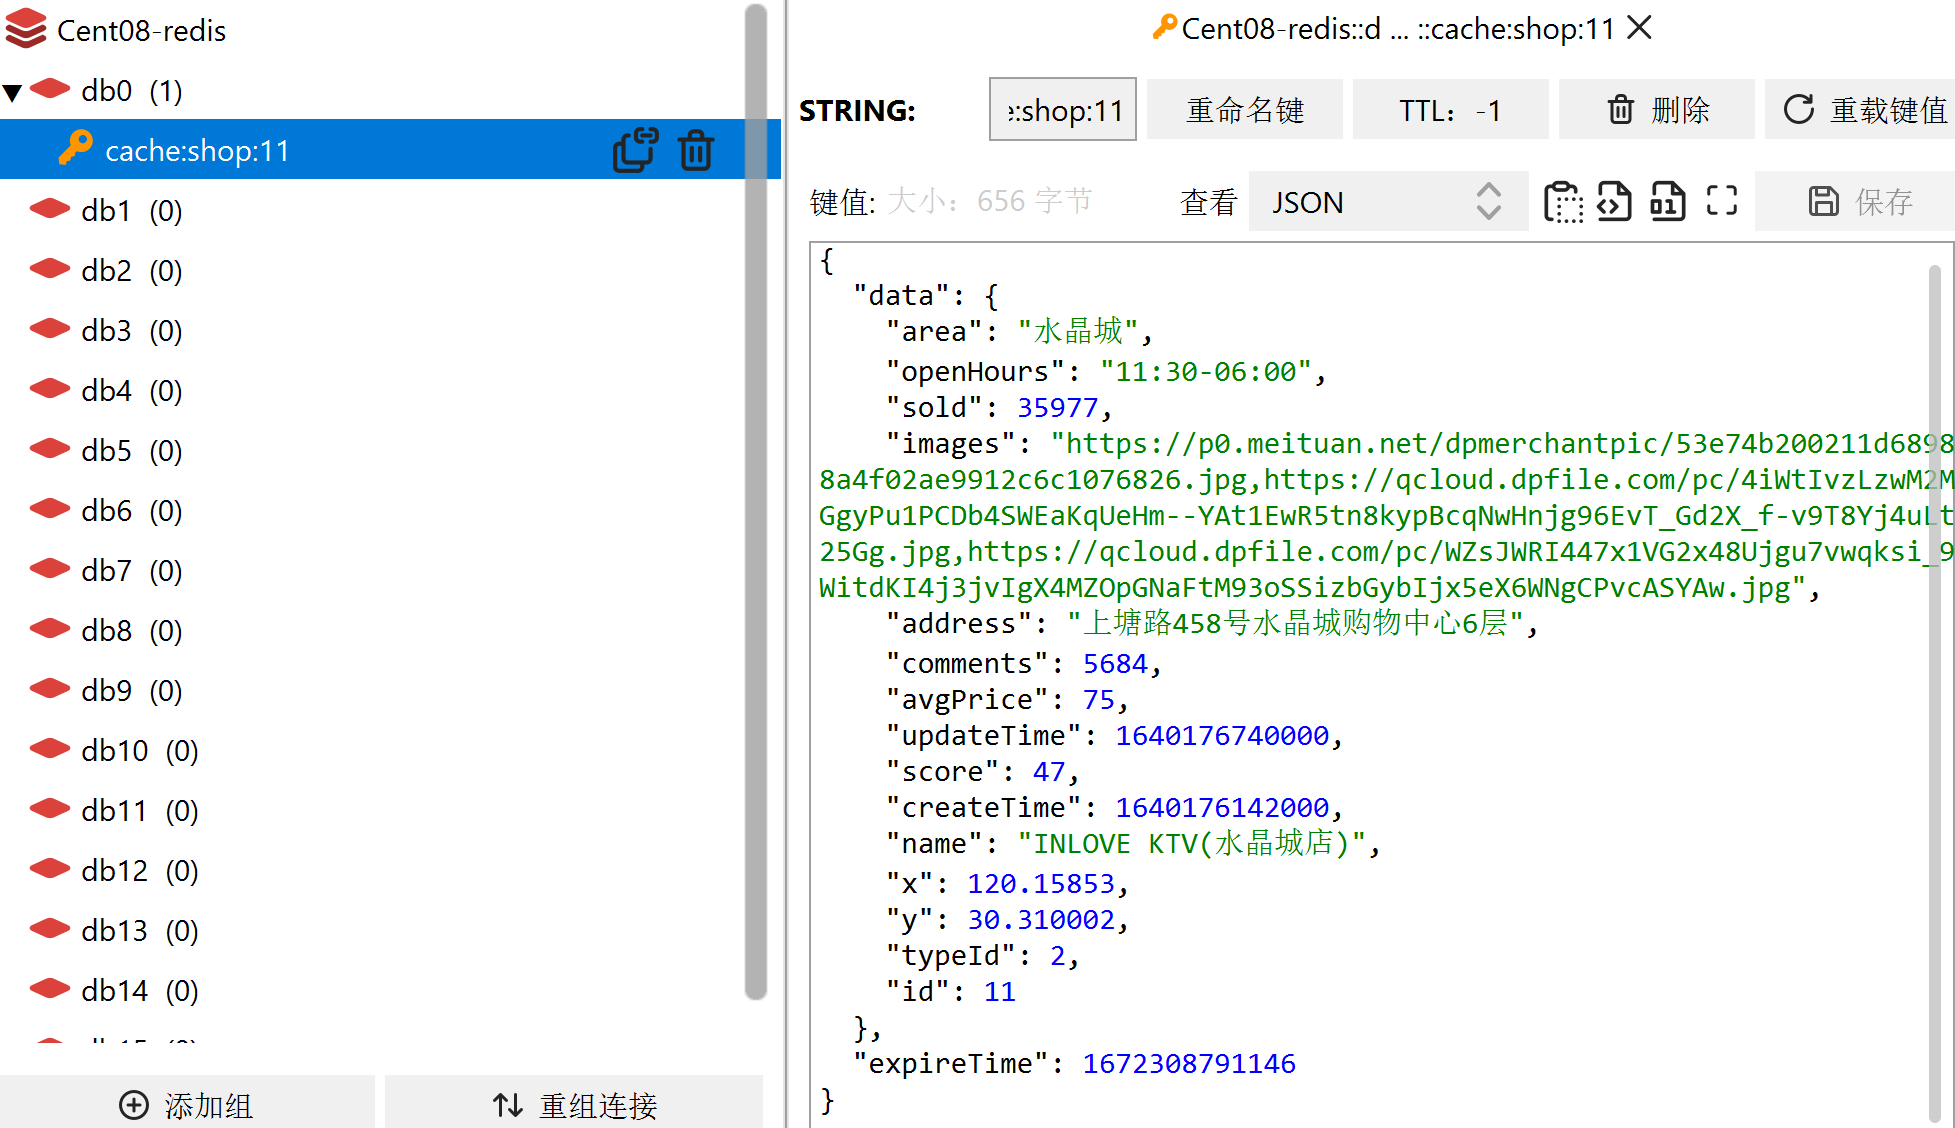 Cent08-redis
db0 (1)
cache:shop:11
db1 (0)
db2 (0)
db3 (0)
db4 (0)
db5 (0)
db6 (0)
db7 (0)
db8 (0)
db9 (0)
db10 (0)
db11 (0)
db12 (0)
db13 (0)
db14 (0)
添加组
重组连接
Cent08-redis::d ... ::cache:shop:11
STRING:
e:shop:11
重命名键
TTL: -1
删除
重载键值
键值: 大小: 656 字节
查看
JSON
保存
{
"data": {
"area": "水晶城",
"openHours": "11:30-06:00",
"sold": 35977,
"images": "https://p0.meituan.net/dpmerchantpic/53e74b200211d6898
8a4f02ae9912c6c1076826.jpg,https://qcloud.dpfile.com/pc/4iWtIvzLzwM2M
GgyPu1PCDb4SWEaKqUeHm--YAt1EwR5tn8kypBcqNwHnjg96EvT_Gd2X_f-v9T8Yj4uLt
25Gg.jpg,https://qcloud.dpfile.com/pc/WZsJWRI447x1VG2x48Ujgu7vwqksi_9
WitdKI4j3jvIgX4MZOpGNaFtM93oSSizbGybIjx5eX6WNgCPvcASYAw.jpg",
"address": "上塘路458号水晶城购物中心6层",
"comments": 5684,
"avgPrice": 75,
"updateTime": 1640176740000,
"score": 47,
"createTime": 1640176142000,
"name": "INLOVE KTV(水晶城店)",
"x": 120.15853,
"y": 30.310002,
"typeId": 2,
"id": 11
},
"expireTime": 1672308791146
}